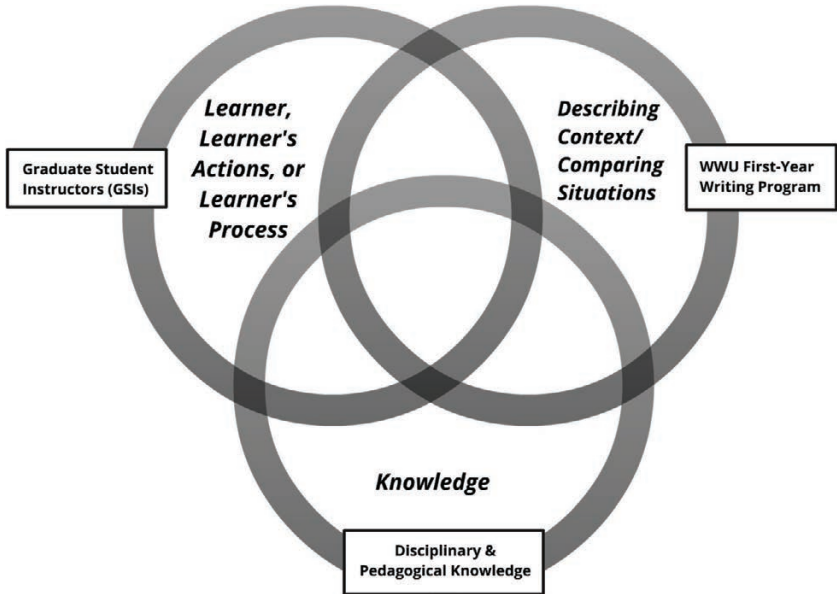 Learner,
Learner's
Actions, or
Learner's
Process
Describing
Context/
Comparing
Situations
Graduate Student
Instructors (GSIs)
WWU First-Year
Writing Program
Knowledge
Disciplinary &
Pedagogical Knowledge